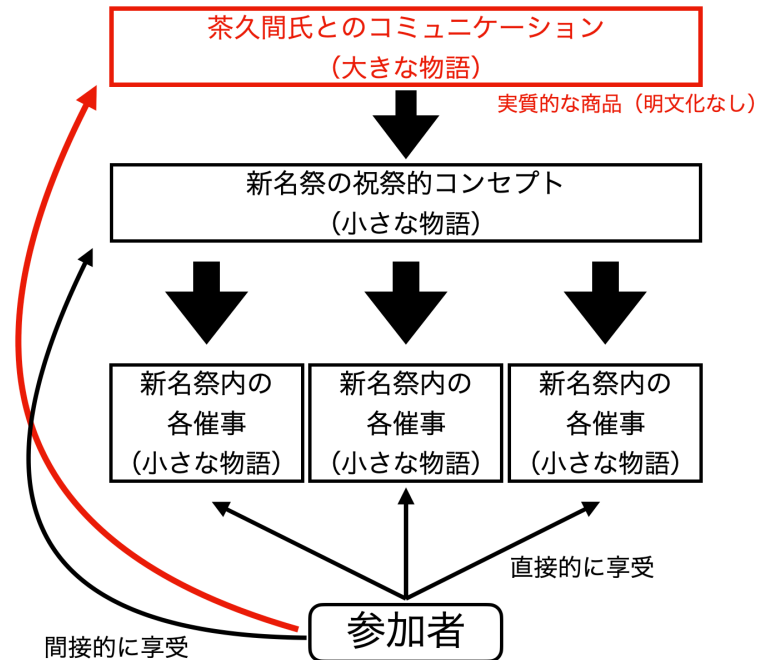 茶久間氏とのコミュニケーション
（大きな物語）
実質的な商品（明文化なし）
新名祭の祝祭的コンセプト
（小さな物語）
新名祭内の
各催事
（小さな物語）
新名祭内の
各催事
（小さな物語）
新名祭内の
各催事
（小さな物語）
直接的に享受
参加者
間接的に享受